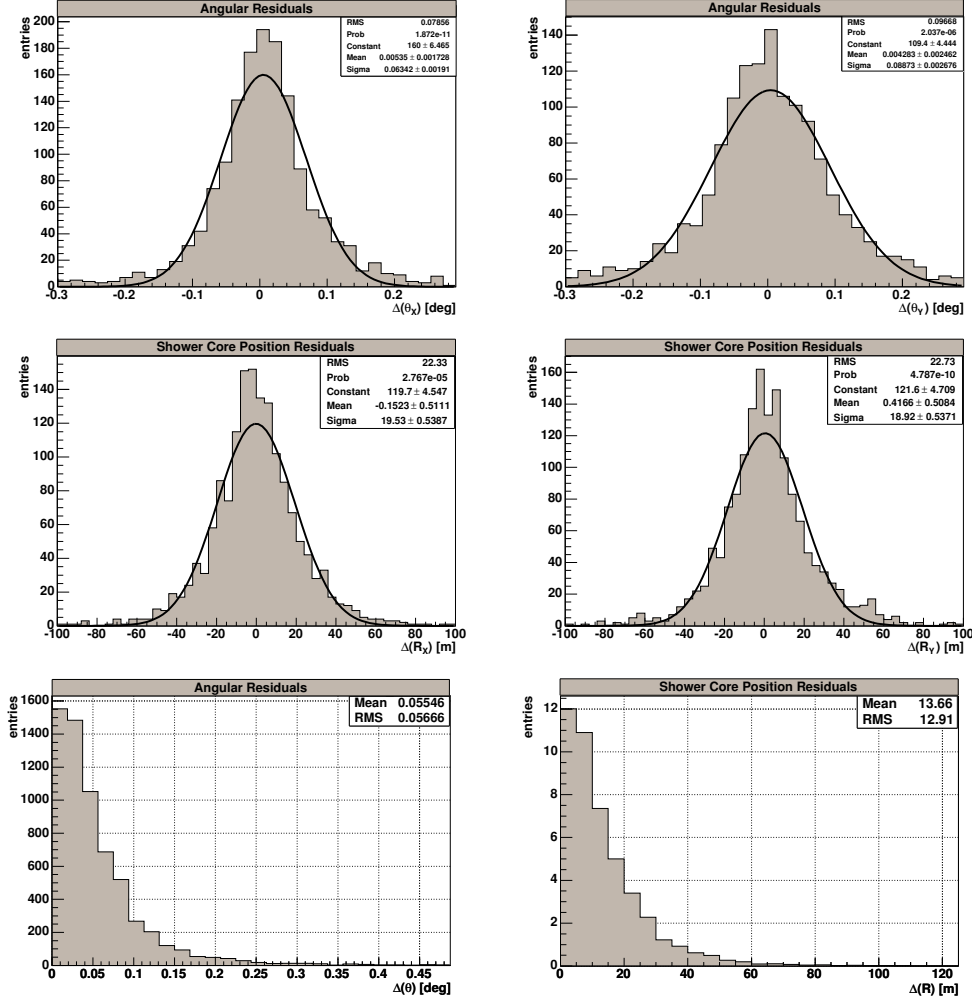 Angular Residuals
entries
RMS 0.07856
Prob 1.872e-11
Constant 160 ± 6.465
Mean 0.00535 ± 0.001728
Sigma 0.06342 ± 0.00191
200
180
160
140
120
100
80
60
40
20
0
-0.3 -0.2 -0.1 0 0.1 0.2
Δ(θX) [deg]
Angular Residuals
entries
RMS 0.09668
Prob 2.037e-06
Constant 109.4 ± 4.444
Mean 0.004283 ± 0.002462
Sigma 0.08873 ± 0.002676
140
120
100
80
60
40
20
0
-0.3 -0.2 -0.1 0 0.1 0.2
Δ(θY) [deg]
Shower Core Position Residuals
entries
RMS 22.33
Prob 2.767e-05
Constant 119.7 ± 4.547
Mean -0.1523 ± 0.5111
Sigma 19.53 ± 0.5387
140
120
100
80
60
40
20
0
-100 -80 -60 -40 -20 0 20 40 60 80 100
Δ(RX) [m]
Shower Core Position Residuals
entries
RMS 22.73
Prob 4.787e-10
Constant 121.6 ± 4.709
Mean 0.4166 ± 0.5084
Sigma 18.92 ± 0.5371
160
140
120
100
80
60
40
20
0
-100 -80 -60 -40 -20 0 20 40 60 80 100
Δ(RY) [m]
Angular Residuals
entries
Mean 0.05546
RMS 0.05666
1600
1400
1200
1000
800
600
400
200
0
0 0.05 0.1 0.15 0.2 0.25 0.3 0.35 0.4 0.45
Δ(θ) [deg]
Shower Core Position Residuals
entries
Mean 13.66
RMS 12.91
12
10
8
6
4
2
0
0 20 40 60 80 100 120
Δ(R) [m]